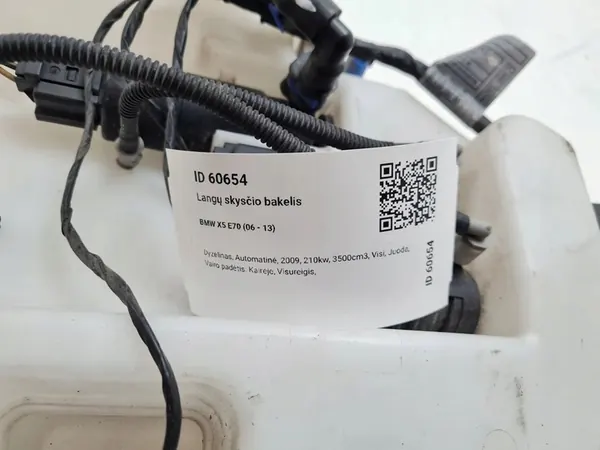 ID 60654
Langų skysčio bakelis
BMW X5 E70 (06 - 13)
Dyzelinas, Automatinė, 2009, 210kw, 3500cm3, Visi, Juoda,
Vairo padėtis: Kairėje, Visureigis,
ID 60654